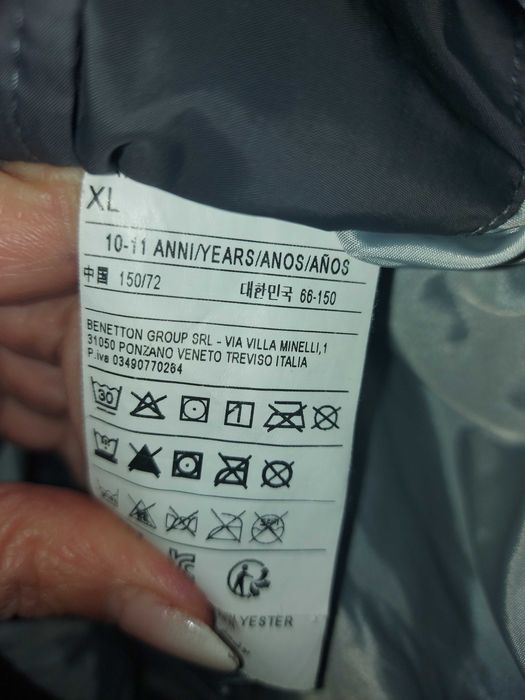 XL
10-11 ANNI/YEARS/ANOS/AÑOS
中国 150/72 대한민국 66-150
BENETTON GROUP SRL - VIA VILLA MINELLI,1
31050 PONZANO VENETO TREVISO ITALIA
P.iva 03490770264
30